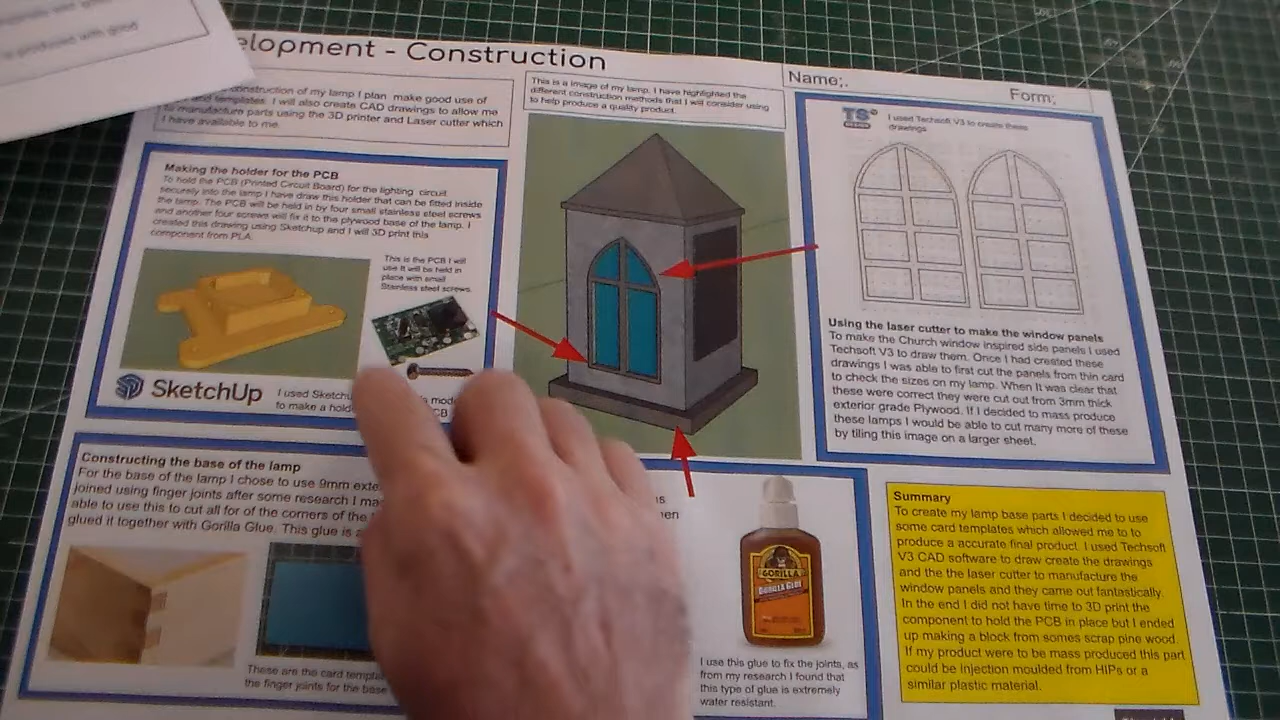 elopment - Construction
Name;.
Form;
onstruction of my lamp I plan make good use of
templates. I will also create CAD drawings to allow me
to manufacture parts using the 3D printer and Laser cutter which
I have available to me.
This is a image of my lamp. I have highlighted the
different construction methods that I will consider using
to help produce a quality product.
Making the holder for the PCB
To hold the PCB (Printed Circuit Board) for the lighting circuit
securely into the lamp I have draw this holder that can be fitted inside
the lamp. The PCB will be held in by four small stainless steel screws
and another four screws will fix it to the plywood base of the lamp. I
created this drawing using Sketchup and I will 3D print this
component from PLA.
This is the PCB I will
use It will be held in
place with small
Stainless steel screws.
SketchUp
I used Sketchu
mode
to make a hold
CB
TS
I used Techsoft V3 to create these
drawings
Using the laser cutter to make the window panels
To make the Church window inspired side panels I used
Techsoft V3 to draw them. Once I had created these
drawings I was able to first cut the panels from thin card
to check the sizes on my lamp. When It was clear that
these were correct they were cut out from 3mm thick
exterior grade Plywood. If I decided to mass produce
these lamps I would be able to cut many more of these
by tiling this image on a larger sheet.
Constructing the base of the lamp
For the base of the lamp I chose to use 9mm exte
joined using finger joints after some research I ma
able to use this to cut all for of the corners of the
glued it together with Gorilla Glue. This glue is
These are the card templa
the finger joints for the base
GORILLA
GORILLA GLUE
I use this glue to fix the joints, as
from my research I found that
this type of glue is extremely
water resistant.
Summary
To create my lamp base parts I decided to use
some card templates which allowed me to to
produce a accurate final product. I used Techsoft
V3 CAD software to draw create the drawings
and the the laser cutter to manufacture the
window panels and they came out fantastically.
In the end I did not have time to 3D print the
component to hold the PCB in place but I ended
up making a block from somes scrap pine wood.
If my product were to be mass produced this part
could be injection moulded from HIPs or a
similar plastic material.